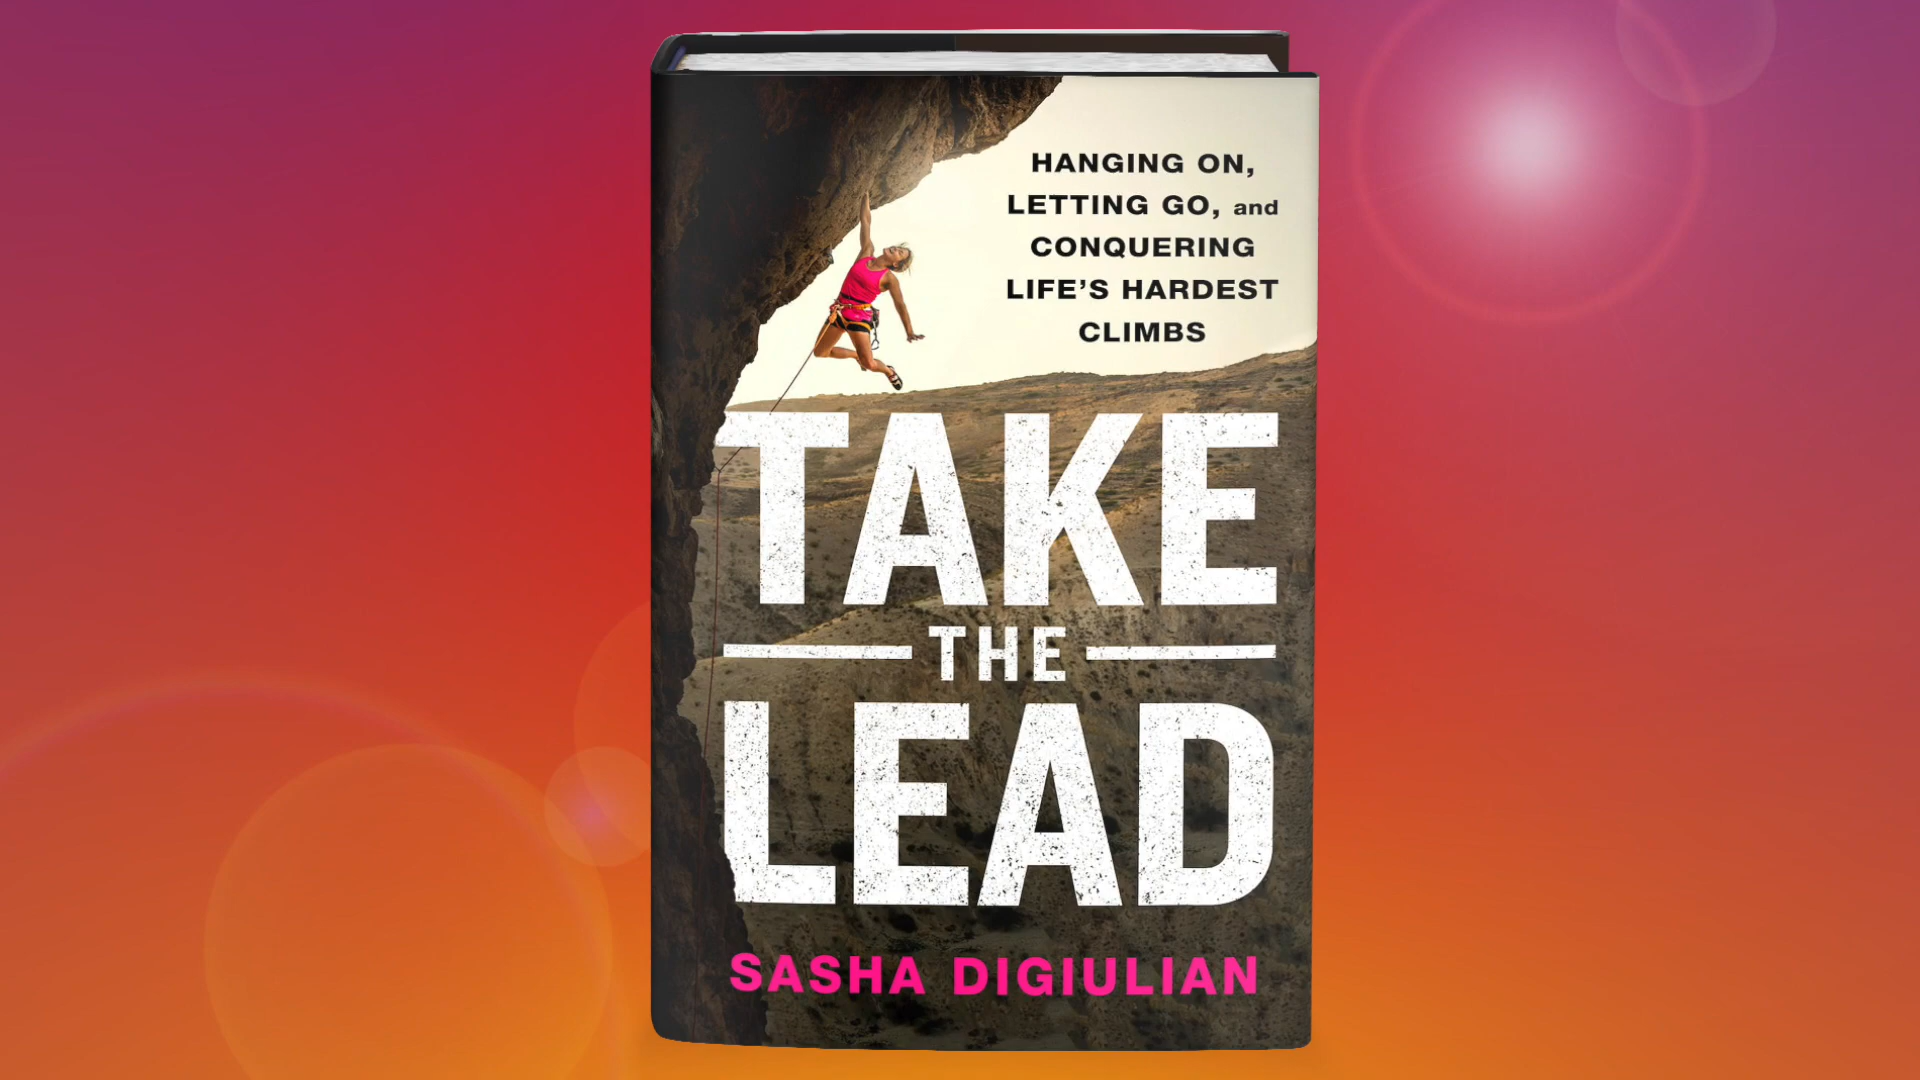 HANGING ON,
LETTING GO, and
CONQUERING
LIFE'S HARDEST
CLIMBS
TAKE
THE
LEAD
SASHA DIGIULIAN